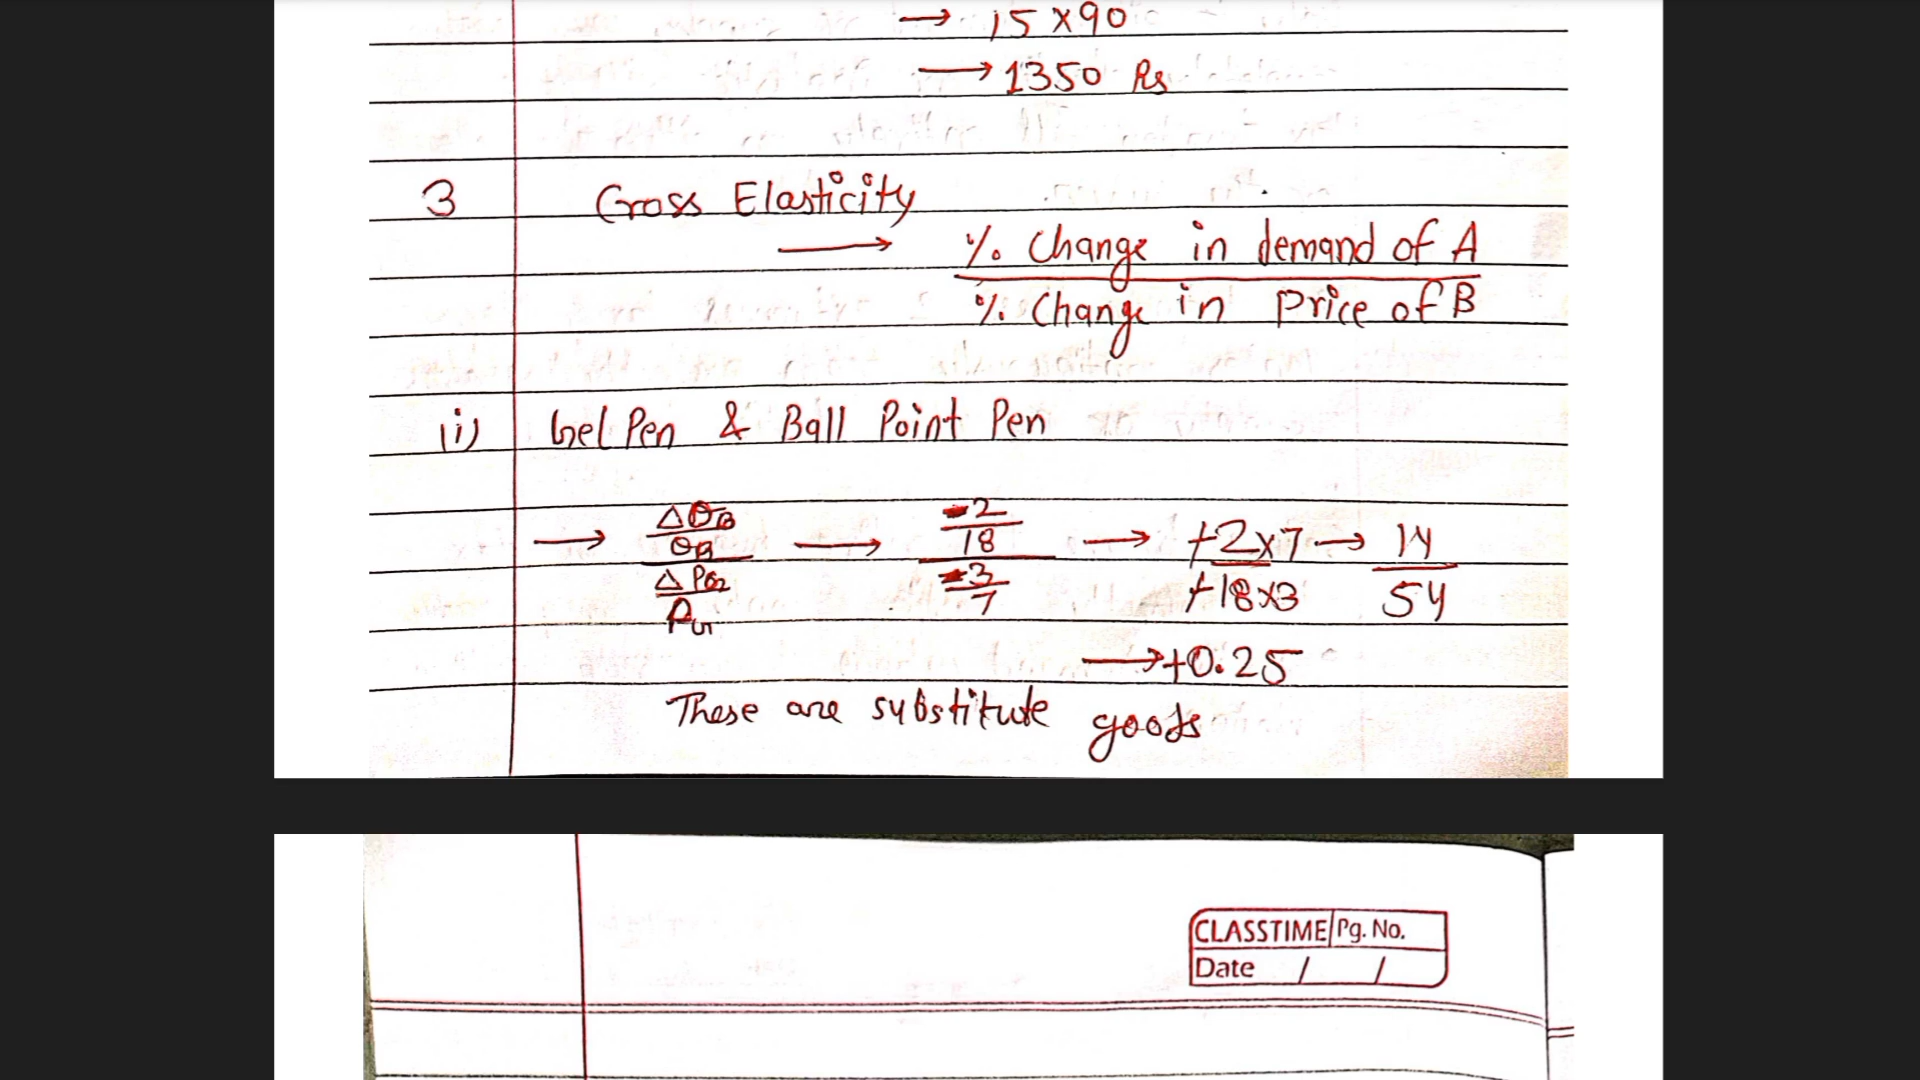 → 15 x 90
→ 1350 Rs
3 Cross Elasticity
→ % Change in demand of A
% Change in Price of B
(i) Gel Pen & Ball Point Pen
→ ΔQB/QB / ΔPG/PG → -2/18 / -3/7 → +2x7/+18x3 → 14/54
→ +0.25
These are substitute goods
CLASSTIME Pg. No.
Date / /